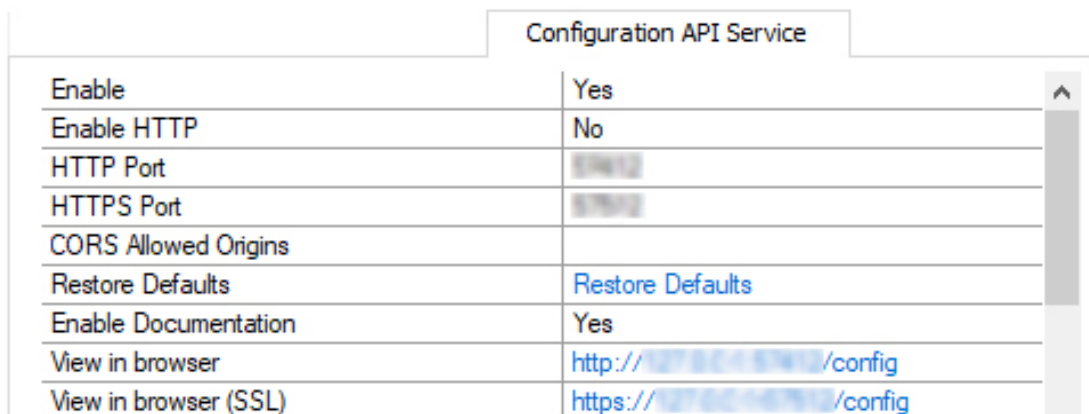 Configuration API Service
Enable Yes
Enable HTTP No
HTTP Port
HTTPS Port
CORS Allowed Origins
Restore Defaults Restore Defaults
Enable Documentation Yes
View in browser http:// /config
View in browser (SSL) https:// /config